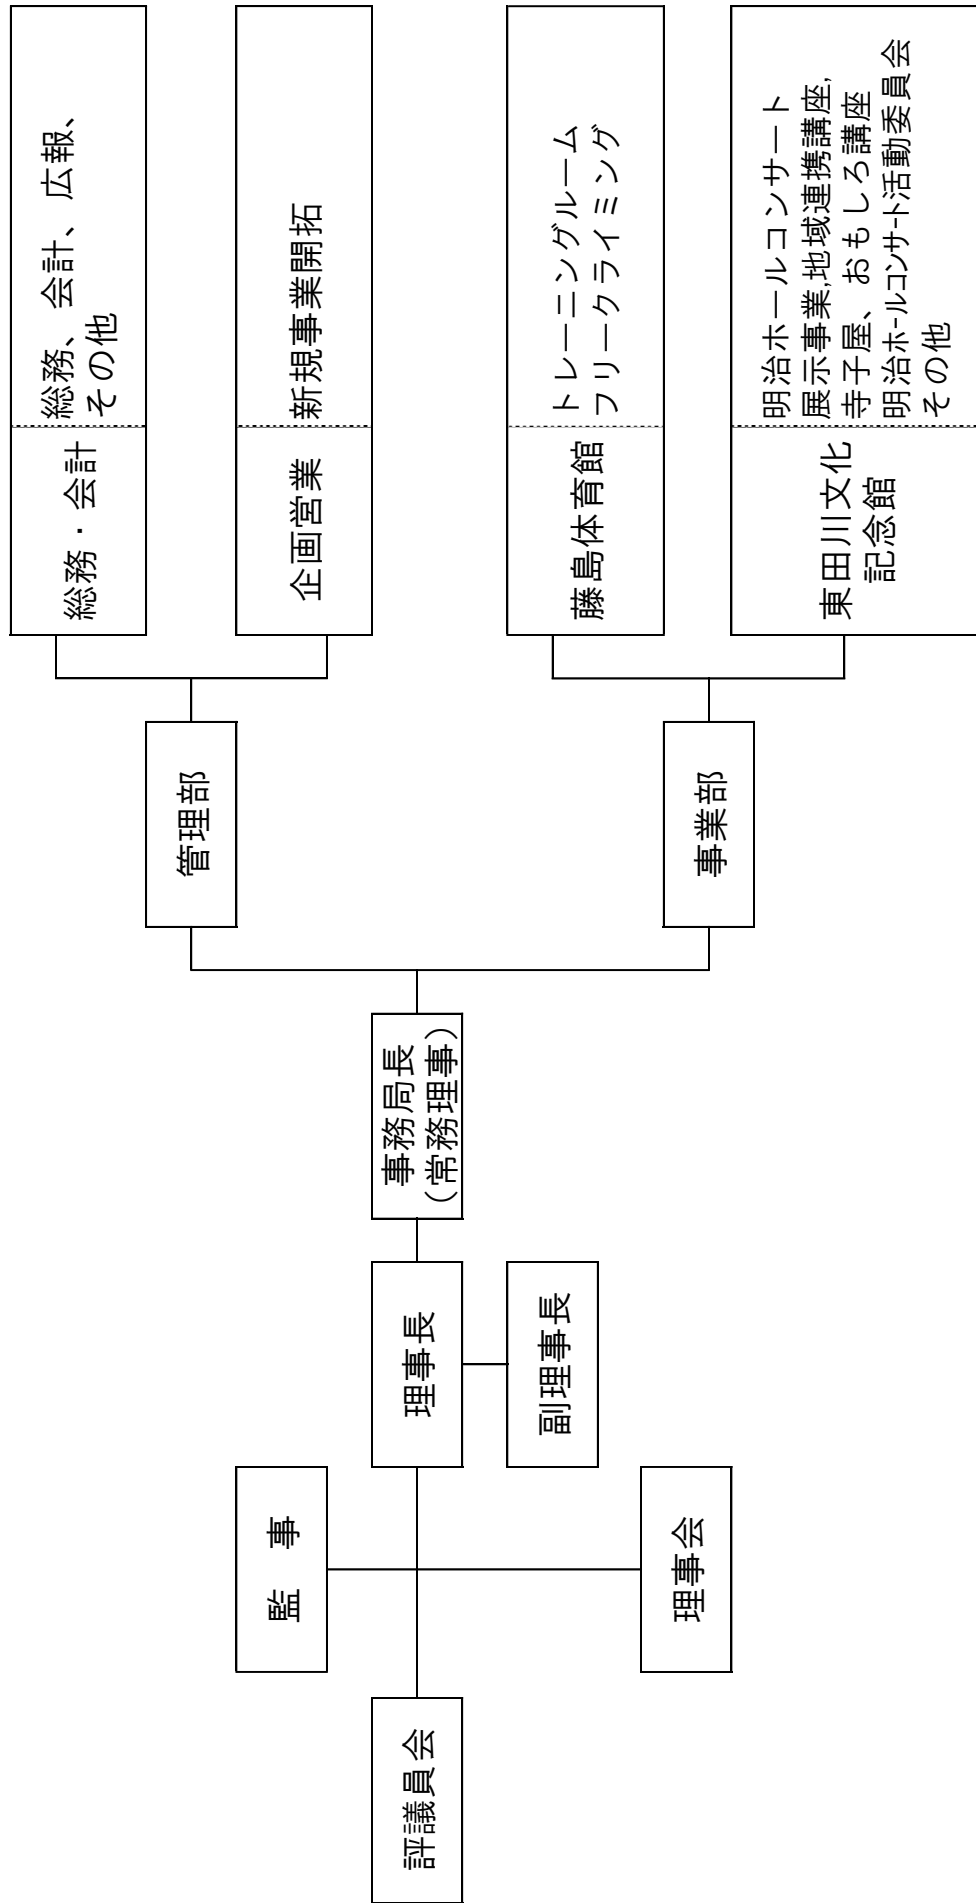 評議員会
監　事
理事会
理事長
副理事長
事務局長
（常務理事）
管理部
事業部
総務・会計
総務、会計、広報、
その他
企画営業
新規事業開拓
藤島体育館
トレーニングルーム
フリークライミング
東田川文化
記念館
明治ホールコンサート
展示事業,地域連携講座,
寺子屋、おもしろ講座
明治ホールコンサート活動委員会
その他